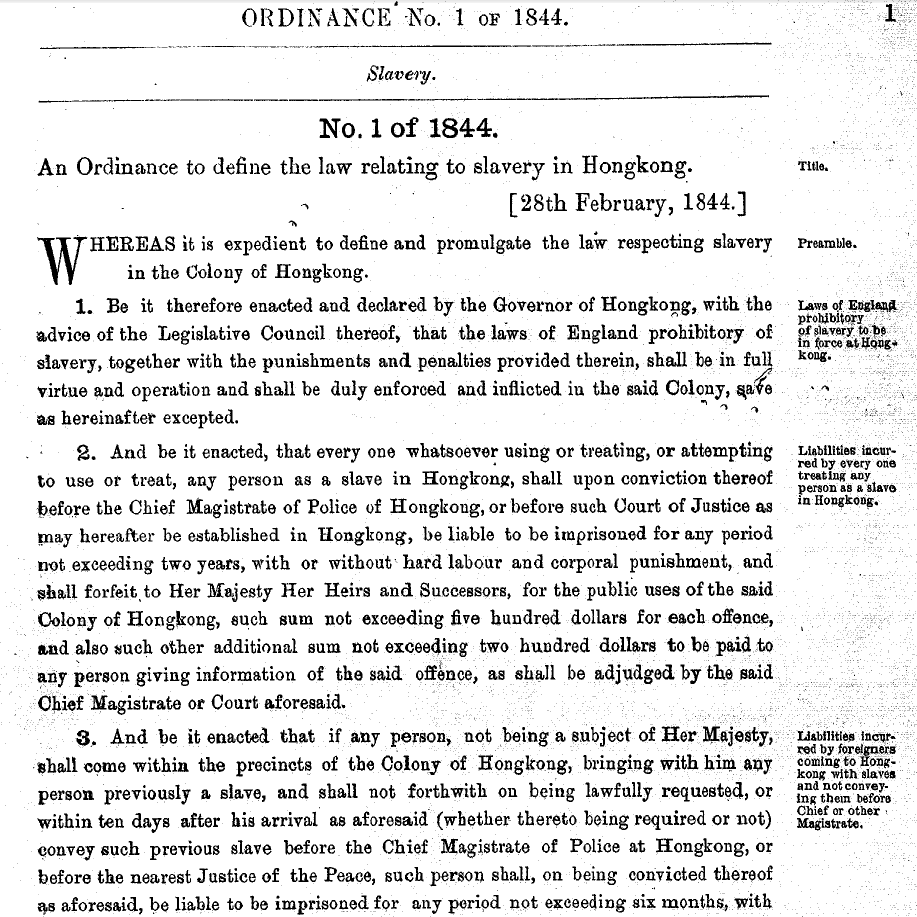 ORDINANCE No. 1 OF 1844.
1
Slavery.
No. 1 of 1844.
An Ordinance to define the law relating to slavery in Hongkong.
Title.
[28th February, 1844.]
WHEREAS it is expedient to define and promulgate the law respecting slavery
in the Colony of Hongkong.
Preamble.
1. Be it therefore enacted and declared by the Governor of Hongkong, with the
advice of the Legislative Council thereof, that the laws of England prohibitory of
slavery, together with the punishments and penalties provided therein, shall be in full
virtue and operation and shall be duly enforced and inflicted in the said Colony, save
as hereinafter excepted.
Laws of England
prohibitory
of slavery to be
in force at Hong-
kong.
2. And be it enacted, that every one whatsoever using or treating, or attempting
to use or treat, any person as a slave in Hongkong, shall upon conviction thereof
before the Chief Magistrate of Police of Hongkong, or before such Court of Justice as
may hereafter be established in Hongkong, be liable to be imprisoned for any period
not exceeding two years, with or without hard labour and corporal punishment, and
shall forfeit to Her Majesty Her Heirs and Successors, for the public uses of the said
Colony of Hongkong, such sum not exceeding five hundred dollars for each offence,
and also such other additional sum not exceeding two hundred dollars to be paid to
any person giving information of the said offence, as shall be adjudged by the said
Chief Magistrate or Court aforesaid.
Liabilities incur-
red by every one
treating any
person as a slave
in Hongkong.
3. And be it enacted that if any person, not being a subject of Her Majesty,
shall come within the precincts of the Colony of Hongkong, bringing with him any
person previously a slave, and shall not forthwith on being lawfully requested, or
within ten days after his arrival as aforesaid (whether thereto being required or not)
convey such previous slave before the Chief Magistrate of Police at Hongkong, or
before the nearest Justice of the Peace, such person shall, on being convicted thereof
as aforesaid, be liable to be imprisoned for any period not exceeding six months, with
Liabilities incur-
red by foreigners
coming to Hong-
kong with slaves
and not convey-
ing them before
Chief or other
Magistrate.